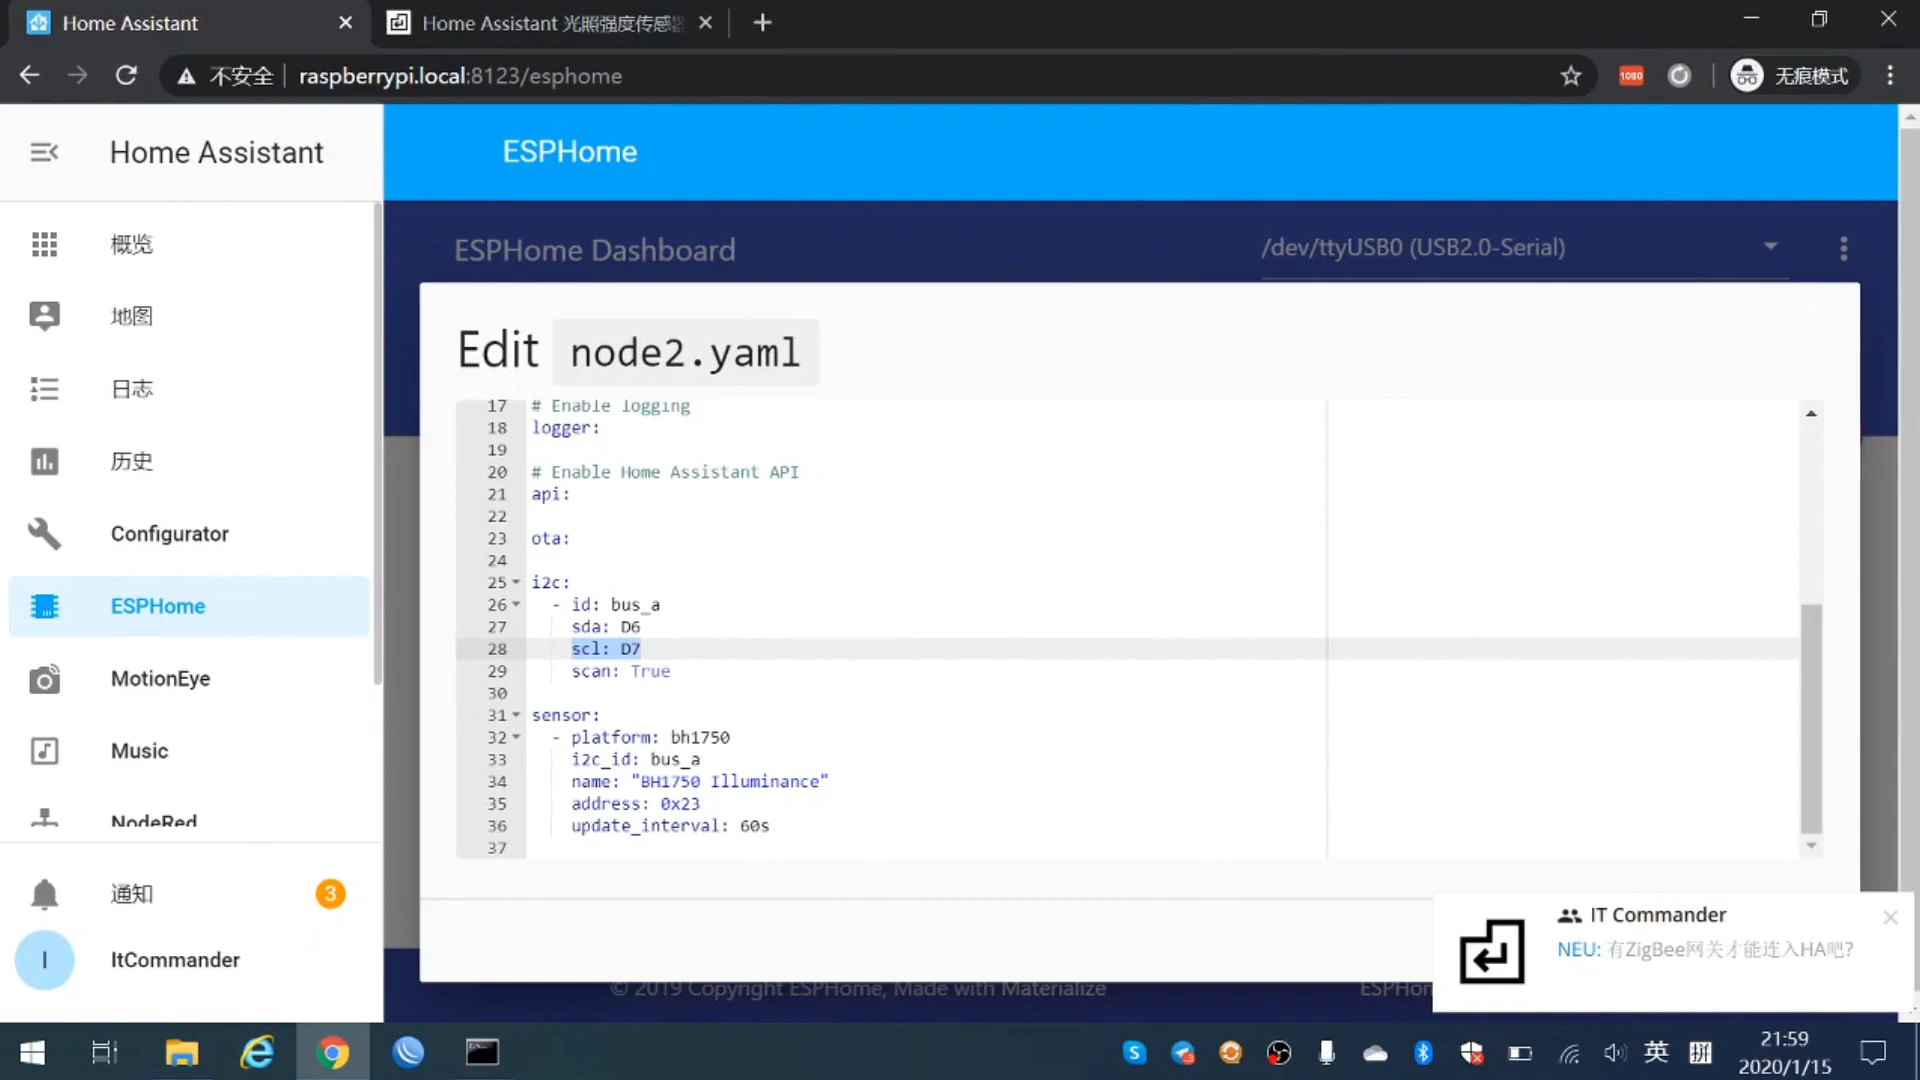 Home Assistant
Home Assistant 光照强度传感器
不安全
raspberrypi.local:8123/esphome
1080
无痕模式
Home Assistant
ESPHome
概览
地图
日志
历史
Configurator
ESPHome
MotionEye
Music
NodeRed
通知
3
I
ItCommander
ESPHome Dashboard
/dev/ttyUSB0 (USB2.0-Serial)
Edit node2.yaml
17 # Enable logging
18 logger:
19
20 # Enable Home Assistant API
21 api:
22
23 ota:
24
25 i2c:
26 - id: bus_a
27 sda: D6
28 scl: D7
29 scan: True
30
31 sensor:
32 - platform: bh1750
33 i2c_id: bus_a
34 name: "BH1750 Illuminance"
35 address: 0x23
36 update_interval: 60s
37
© 2019 Copyright ESPHome, Made with Materialize
ESPHom
IT Commander
NEU: 有ZigBee网关才能连入HA吧?
英
拼
21:59
2020/1/15